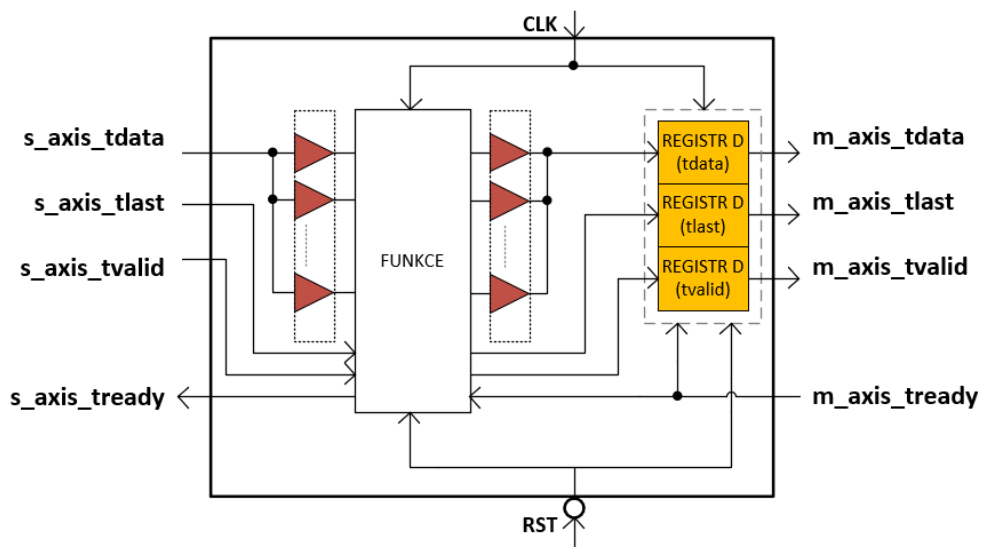 CLK
s_axis_tdata
s_axis_tlast
s_axis_tvalid
s_axis_tready
FUNKCE
REGISTR D
(tdata)
REGISTR D
(tlast)
REGISTR D
(tvalid)
m_axis_tdata
m_axis_tlast
m_axis_tvalid
m_axis_tready
RST